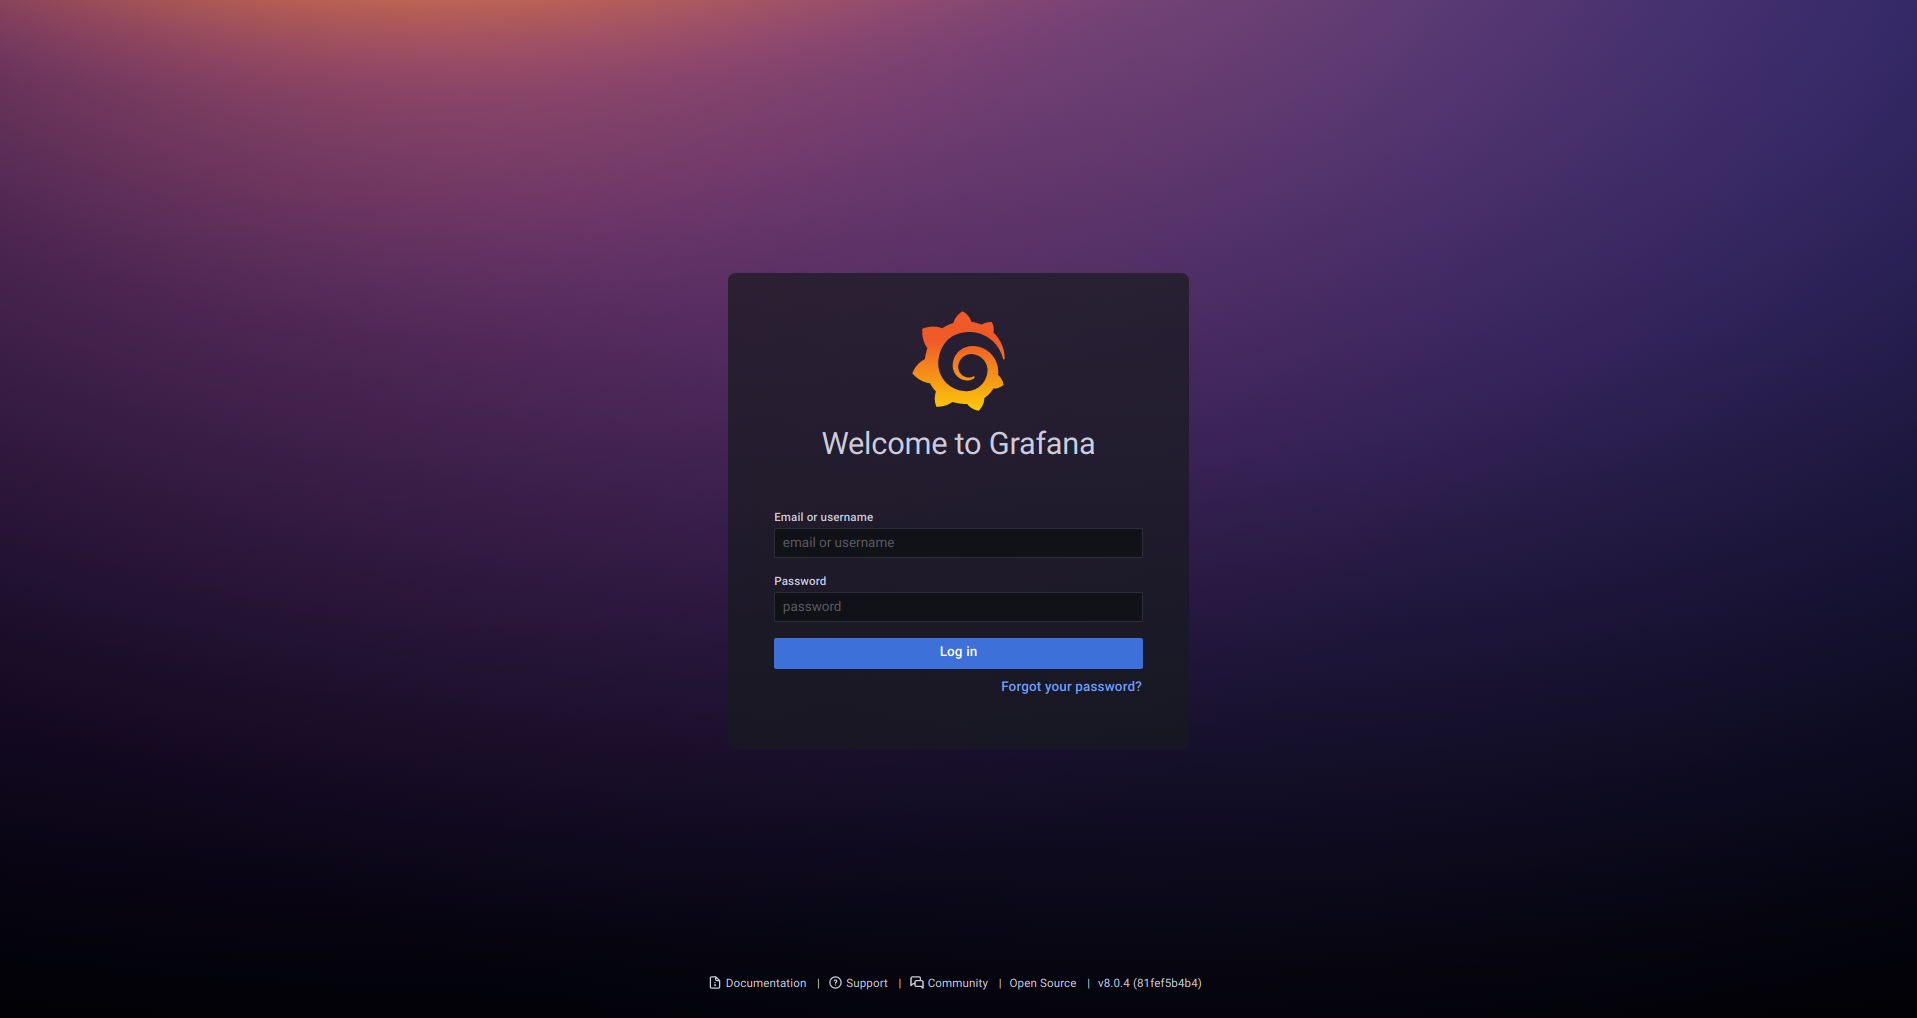 Welcome to Grafana
Email or username
email or username
Password
password
Log in
Forgot your password?
Documentation | Support | Community | Open Source | v8.0.4 (81fef5b4b4)